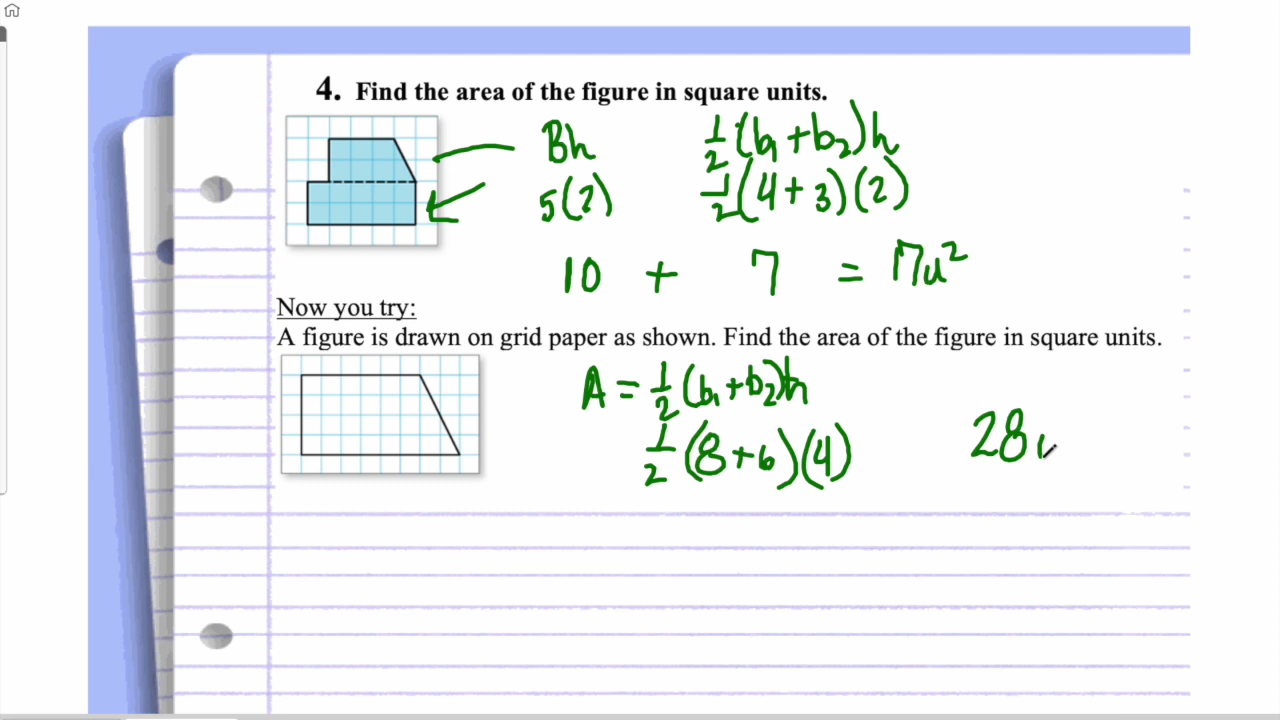 4. Find the area of the figure in square units.
Bh
½(b₁+b₂)h
5(2)
½(4+3)(2)
10 + 7 = 17u²
Now you try:
A figure is drawn on grid paper as shown. Find the area of the figure in square units.
A = ½(b₁+b₂)h
½(8+6)(4)
28